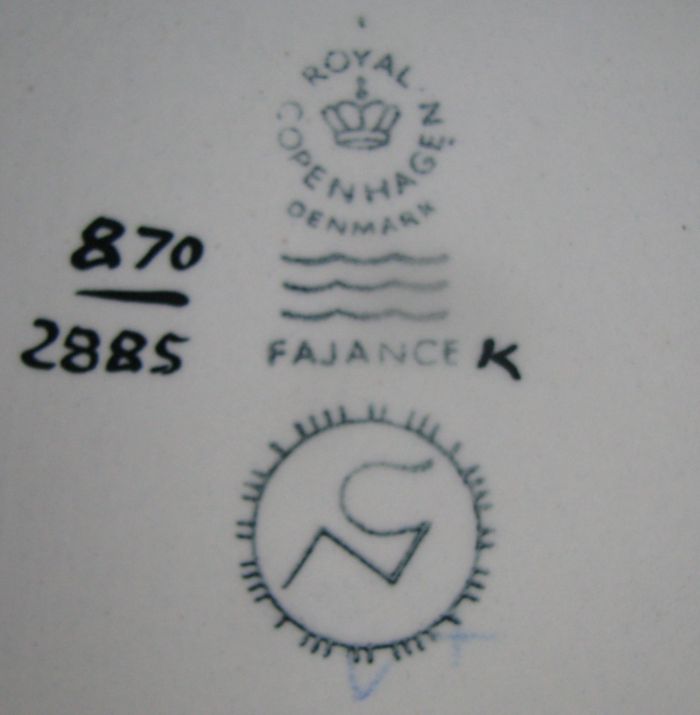 ROYAL
COPENHAGEN
DENMARK
870
2885
FAJANCE K